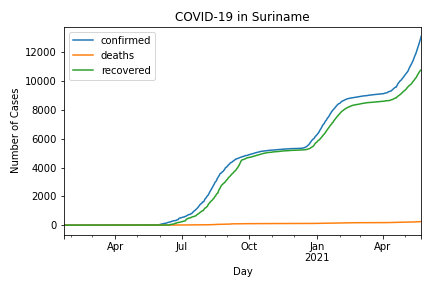 COVID-19 in Suriname
confirmed
deaths
recovered
Number of Cases
12000
10000
8000
6000
4000
2000
0
Apr
Jul
Oct
Jan
2021
Apr
Day